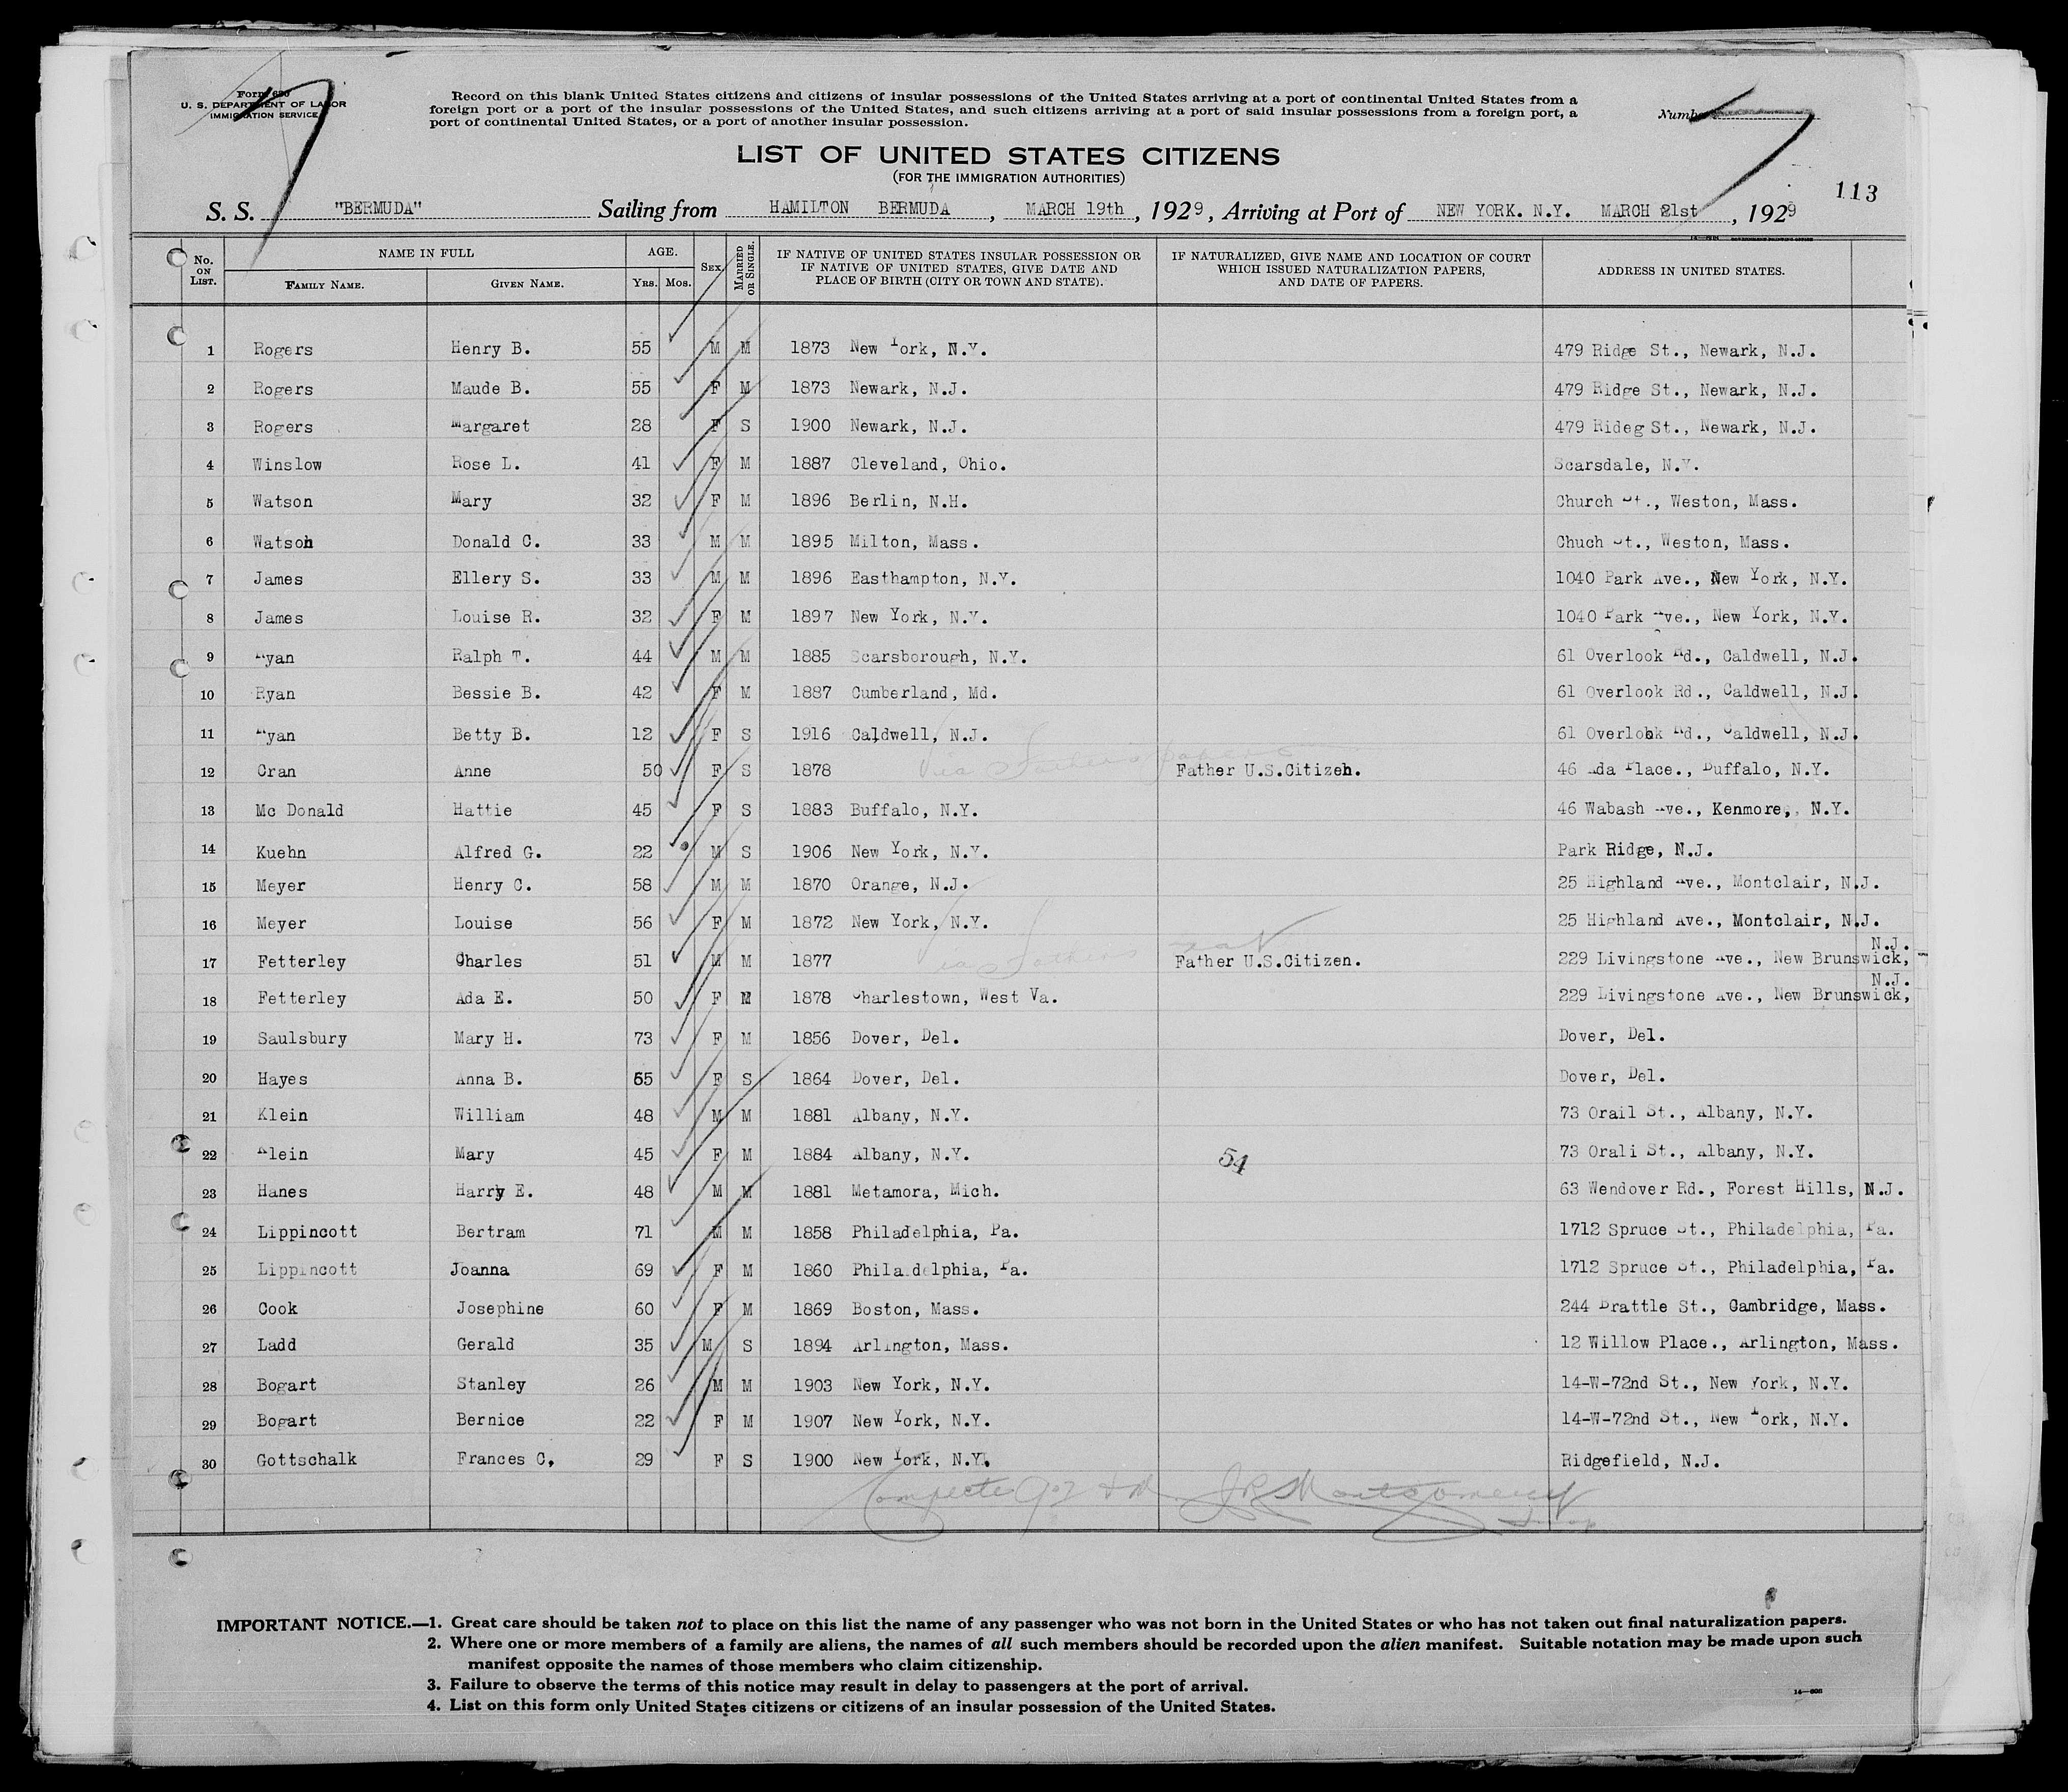 Form 630
U. S. DEPARTMENT OF LABOR
IMMIGRATION SERVICE
Record on this blank United States citizens and citizens of insular possessions of the United States arriving at a port of continental United States from a
foreign port or a port of the insular possessions of the United States, and such citizens arriving at a port of said insular possessions from a foreign port, a
port of continental United States, or a port of another insular possession.
Number
7
7
LIST OF UNITED STATES CITIZENS
(FOR THE IMMIGRATION AUTHORITIES)
113
S. S. "BERMUDA" Sailing from HAMILTON BERMUDA, MARCH 19th, 1929, Arriving at Port of NEW YORK. N.Y. MARCH 21st, 1929
No. ON LIST. NAME IN FULL FAMILY NAME. GIVEN NAME. AGE. YRS. MOS. SEX MARRIED OR SINGLE. IF NATIVE OF UNITED STATES INSULAR POSSESSION OR IF NATIVE OF UNITED STATES, GIVE DATE AND PLACE OF BIRTH (CITY OR TOWN AND STATE). IF NATURALIZED, GIVE NAME AND LOCATION OF COURT WHICH ISSUED NATURALIZATION PAPERS, AND DATE OF PAPERS. ADDRESS IN UNITED STATES.
1 Rogers Henry B. 55 M M 1873 New York, N.Y. 479 Ridge St., Newark, N.J.
2 Rogers Maude B. 55 F M 1873 Newark, N.J. 479 Ridge St., Newark, N.J.
3 Rogers Margaret 28 F S 1900 Newark, N.J. 479 Rideg St., Newark, N.J.
4 Winslow Rose L. 41 F M 1887 Cleveland, Ohio. Scarsdale, N.Y.
5 Watson Mary 32 F M 1896 Berlin, N.H. Church St., Weston, Mass.
6 Watson Donald C. 33 M M 1895 Milton, Mass. Chuch St., Weston, Mass.
7 James Ellery S. 33 M M 1896 Easthampton, N.Y. 1040 Park Ave., New York, N.Y.
8 James Louise R. 32 F M 1897 New York, N.Y. 1040 Park Ave., New York, N.Y.
9 Ryan Ralph T. 44 M M 1885 Scarsborough, N.Y. 61 Overlook Rd., Caldwell, N.J.
10 Ryan Bessie B. 42 F M 1887 Cumberland, Md. 61 Overlook Rd., Caldwell, N.J.
11 Ryan Betty B. 12 F S 1916 Caldwell, N.J. 61 Overlook Rd., Caldwell, N.J.
via Father's papers
12 Cran Anne 50 F S 1878 Father U.S.Citizen. 46 Ada Place., Buffalo, N.Y.
13 Mc Donald Hattie 45 F S 1883 Buffalo, N.Y. 46 Wabash Ave., Kenmore, N.Y.
14 Kuehn Alfred G. 22 M S 1906 New York, N.Y. Park Ridge, N.J.
15 Meyer Henry C. 58 M M 1870 Orange, N.J. 25 Highland Ave., Montclair, N.J.
16 Meyer Louise 56 F M 1872 New York, N.Y. 25 Highland Ave., Montclair, N.J.
17 Fetterley Charles 51 M M 1877 via Fathers Father U.S.Citizen. 229 Livingstone Ave., New Brunswick, N.J.
18 Fetterley Ada E. 50 F M 1878 Charlestown, West Va. 229 Livingstone Ave., New Brunswick, N.J.
19 Saulsbury Mary H. 73 F M 1856 Dover, Del. Dover, Del.
20 Hayes Anna B. 65 F S 1864 Dover, Del. Dover, Del.
21 Klein William 48 M M 1881 Albany, N.Y. 73 Orail St., Albany, N.Y.
22 Klein Mary 45 F M 1884 Albany, N.Y. 54 73 Orali St., Albany, N.Y.
23 Hanes Harry E. 48 M M 1881 Metamora, Mich. 63 Wendover Rd., Forest Hills, N.J.
24 Lippincott Bertram 71 M M 1858 Philadelphia, Pa. 1712 Spruce St., Philadelphia, Pa.
25 Lippincott Joanna 69 F M 1860 Philadelphia, Pa. 1712 Spruce St., Philadelphia, Pa.
26 Cook Josephine 60 F M 1869 Boston, Mass. 244 Brattle St., Cambridge, Mass.
27 Ladd Gerald 35 M S 1894 Arlington, Mass. 12 Willow Place., Arlington, Mass.
28 Bogart Stanley 26 M M 1903 New York, N.Y. 14-W-72nd St., New York, N.Y.
29 Bogart Bernice 22 F M 1907 New York, N.Y. 14-W-72nd St., New York, N.Y.
30 Gottschalk Frances C, 29 F S 1900 New York, N.Y. Ridgefield, N.J.
J R Montgomery
IMPORTANT NOTICE.—1. Great care should be taken not to place on this list the name of any passenger who was not born in the United States or who has not taken out final naturalization papers.
2. Where one or more members of a family are aliens, the names of all such members should be recorded upon the alien manifest. Suitable notation may be made upon such
manifest opposite the names of those members who claim citizenship.
3. Failure to observe the terms of this notice may result in delay to passengers at the port of arrival.
4. List on this form only United States citizens or citizens of an insular possession of the United States.